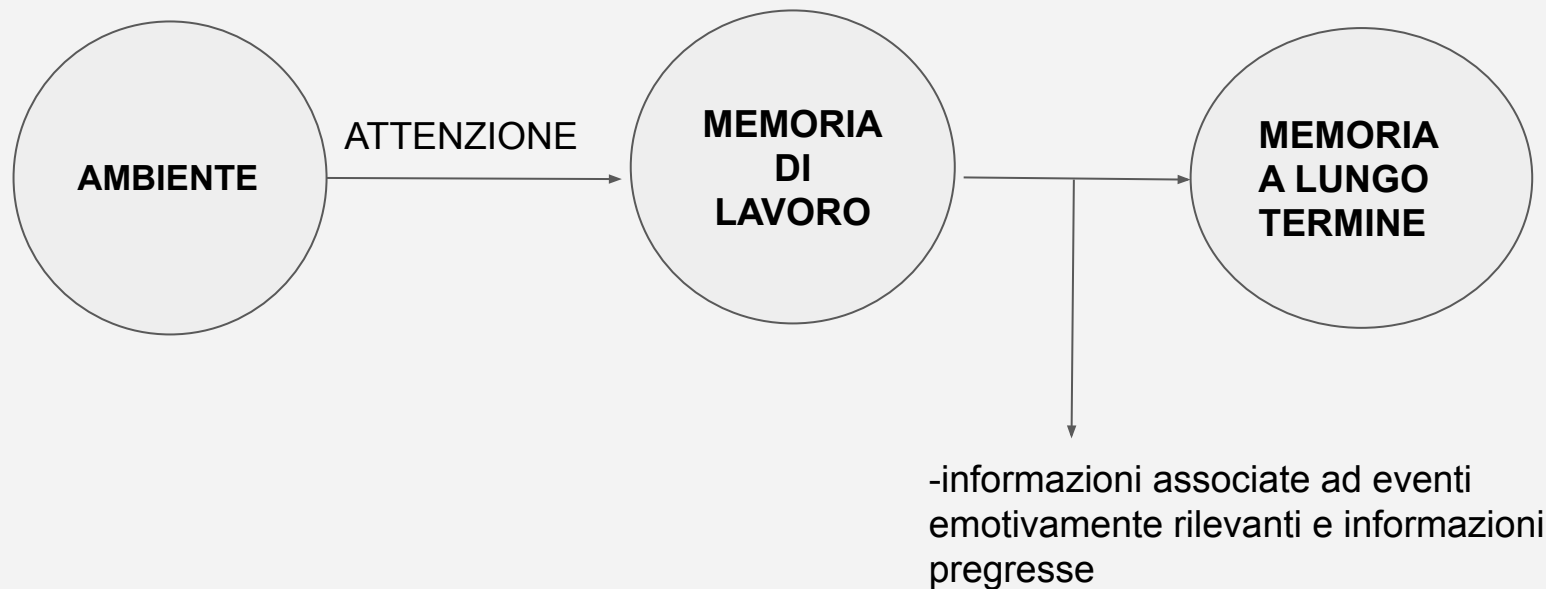 AMBIENTE
ATTENZIONE
MEMORIA
DI
LAVORO
MEMORIA
A LUNGO
TERMINE
-informazioni associate ad eventi
emotivamente rilevanti e informazioni
pregresse